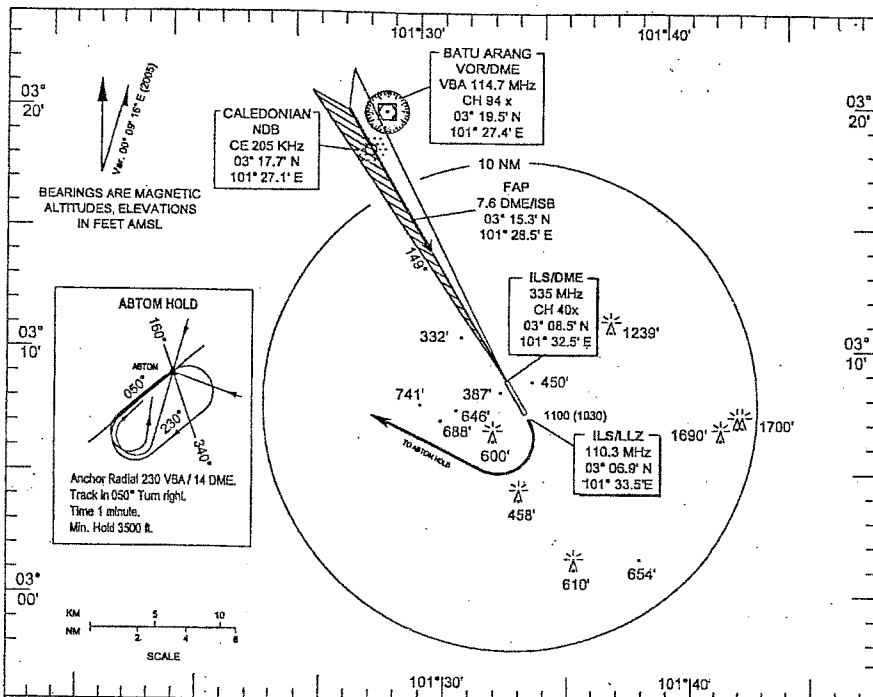 101° 30'
101° 40'
03°
20'
03°
20'
Var. 00° 09' 16" E (2005)
BEARINGS ARE MAGNETIC
ALTITUDES, ELEVATIONS
IN FEET AMSL
BATU ARANG
VOR/DME
VBA 114.7 MHz
CH 94 x
03° 19.5' N
101° 27.4' E
CALEDONIAN
NDB
CE 205 KHz
03° 17.7' N
101° 27.1' E
10 NM
FAP
7.6 DME/ISB
03° 15.3' N
101° 28.5' E
149°
ILS/DME
335 MHz
CH 40x
03° 08.5' N
101° 32.5' E
1239'
332'
03°
10'
03°
10'
ABTOM HOLD
160°
ABTOM
050°
230°
340°
Anchor Radial 230 VBA / 14 DME.
Track in 050° Turn right.
Time 1 minute.
Min. Hold 3500 ft.
450'
387'
741'
646'
688'
600'
1100 (1030)
TO ABTOM HOLD
ILS/LLZ
110.3 MHz
03° 06.9' N
101° 33.5'E
1690'
1700'
458'
610'
654'
03°
00'
03°
00'
KM
5
10
NM
2
4
6
SCALE
101° 30'
101° 40'